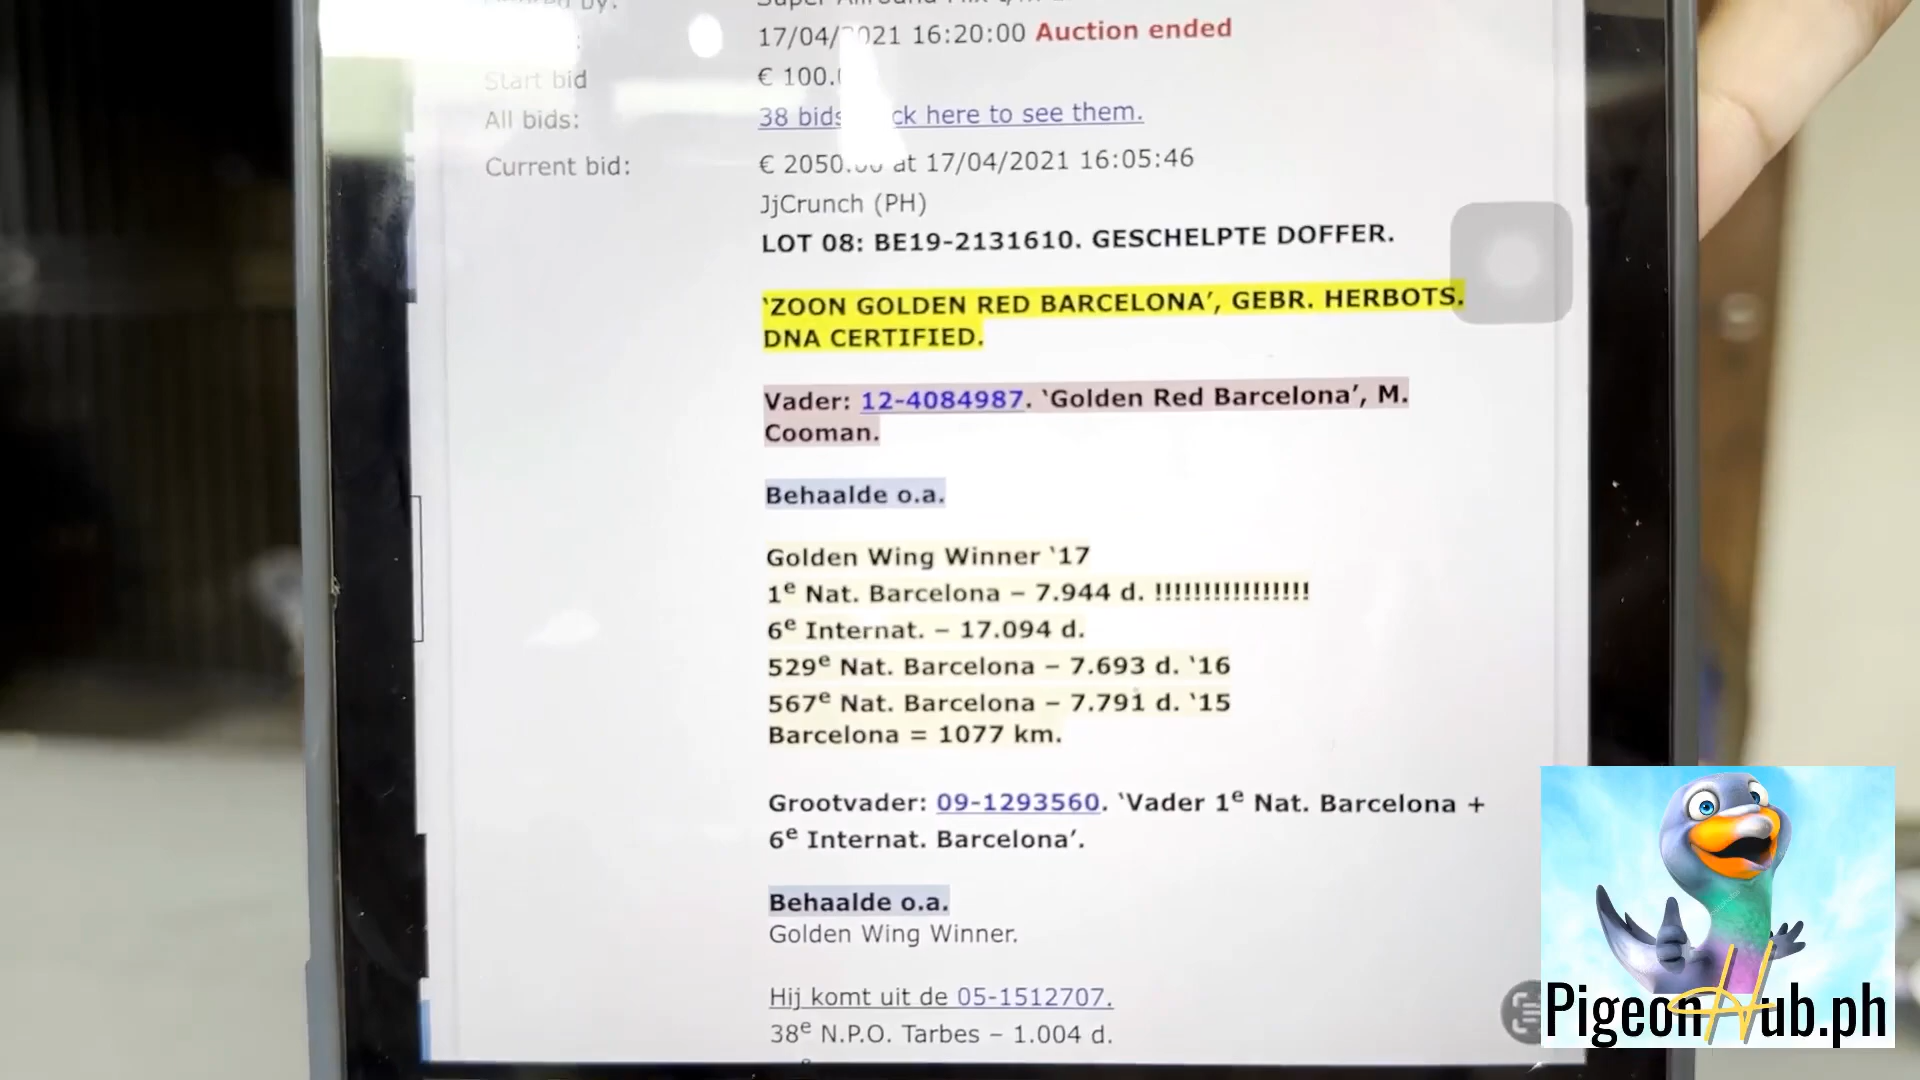 17/04/2021 16:20:00 Auction ended
Start bid
€ 100.
All bids:
38 bids ck here to see them.
Current bid:
€ 2050.00 at 17/04/2021 16:05:46
JjCrunch (PH)
LOT 08: BE19-2131610. GESCHELPTE DOFFER.
‘ZOON GOLDEN RED BARCELONA’, GEBR. HERBOTS.
DNA CERTIFIED.
Vader: 12-4084987. ‘Golden Red Barcelona’, M.
Cooman.
Behaalde o.a.
Golden Wing Winner ‘17
1e Nat. Barcelona – 7.944 d. !!!!!!!!!!!!!!!!
6e Internat. – 17.094 d.
529e Nat. Barcelona – 7.693 d. ‘16
567e Nat. Barcelona – 7.791 d. ‘15
Barcelona = 1077 km.
Grootvader: 09-1293560. ‘Vader 1e Nat. Barcelona +
6e Internat. Barcelona’.
Behaalde o.a.
Golden Wing Winner.
Hij komt uit de 05-1512707.
38e N.P.O. Tarbes – 1.004 d.
PigeonHub.ph